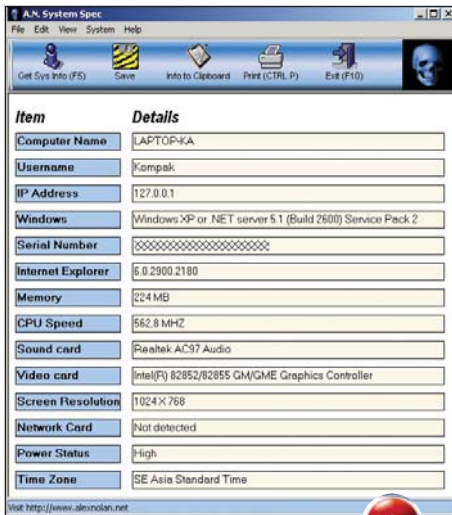 A.N. System Spec
File Edit View System Help
Get Sys Info (F5) Save Info to Clipboard Print (CTRL P) Exit (F10)
Item Details
Computer Name LAPTOP-KA
Username Kompak
IP Address 127.0.0.1
Windows Windows XP or .NET server 5.1 (Build 2600) Service Pack 2
Serial Number XXXXXXXXXXXXXXXXXXXX
Internet Explorer 6.0.2900.2180
Memory 224 MB
CPU Speed 562,8 MHZ
Sound card Realtek AC97 Audio
Video card Intel(R) 82852/82855 GM/GME Graphics Controller
Screen Resolution 1024 X 768
Network Card Not detected
Power Status High
Time Zone SE Asia Standard Time
Visit http://www.alexnolan.net